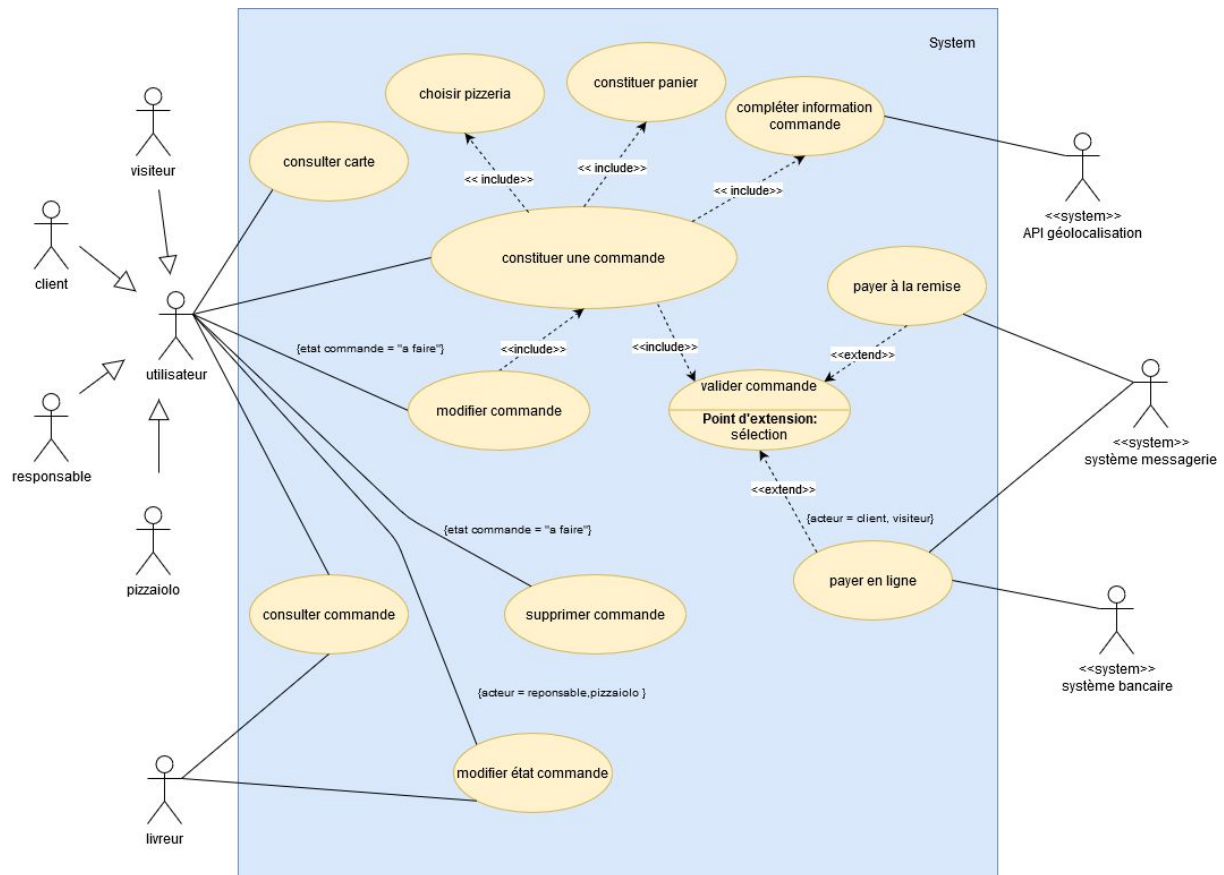 System
choisir pizzeria
constituer panier
compléter information
commande
visiteur
consulter carte
<< include>>
<< include>>
<< include>>
<<system>>
API géolocalisation
client
constituer une commande
payer à la remise
utilisateur
{etat commande = "a faire"}
<<include>>
<<include>>
<<extend>>
valider commande
Point d'extension:
sélection
modifier commande
responsable
<<system>>
système messagerie
<<extend>>
{acteur = client, visiteur}
{etat commande = "a faire"}
pizzaiolo
payer en ligne
consulter commande
supprimer commande
<<system>>
système bancaire
{acteur = reponsable,pizzaiolo }
modifier état commande
livreur